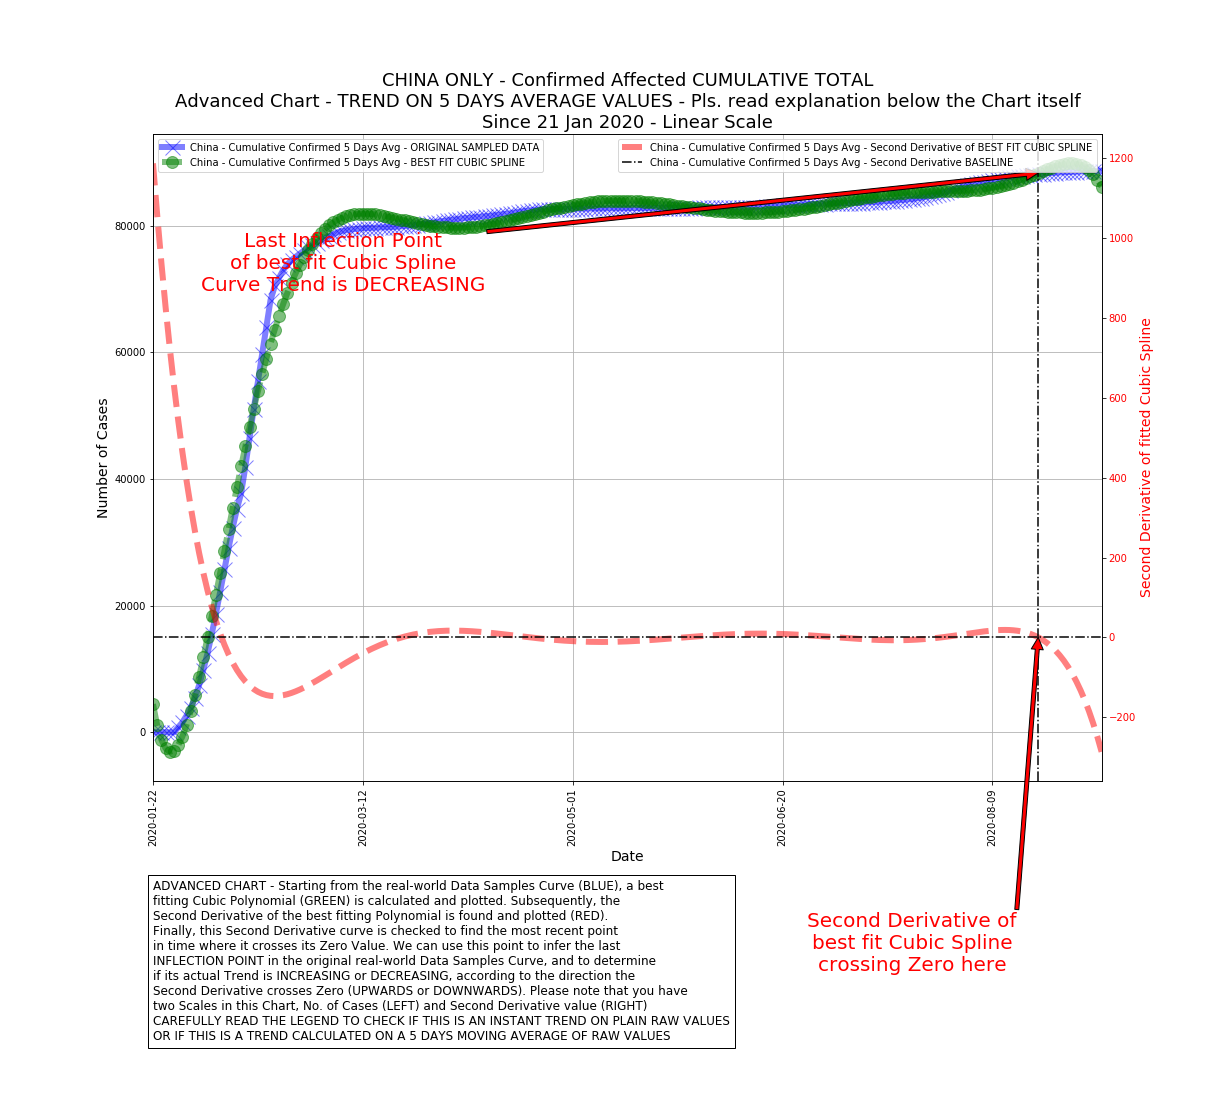 CHINA ONLY - Confirmed Affected CUMULATIVE TOTAL
Advanced Chart - TREND ON 5 DAYS AVERAGE VALUES - Pls. read explanation below the Chart itself
Since 21 Jan 2020 - Linear Scale
China - Cumulative Confirmed 5 Days Avg - ORIGINAL SAMPLED DATA
China - Cumulative Confirmed 5 Days Avg - BEST FIT CUBIC SPLINE
China - Cumulative Confirmed 5 Days Avg - Second Derivative of BEST FIT CUBIC SPLINE
China - Cumulative Confirmed 5 Days Avg - Second Derivative BASELINE
Last Inflection Point
of best fit Cubic Spline
Curve Trend is DECREASING
Number of Cases
80000
60000
40000
20000
0
1200
1000
800
600
400
200
0
−200
Second Derivative of fitted Cubic Spline
2020-01-22
2020-03-12
2020-05-01
2020-06-20
2020-08-09
Date
ADVANCED CHART - Starting from the real-world Data Samples Curve (BLUE), a best
fitting Cubic Polynomial (GREEN) is calculated and plotted. Subsequently, the
Second Derivative of the best fitting Polynomial is found and plotted (RED).
Finally, this Second Derivative curve is checked to find the most recent point
in time where it crosses its Zero Value. We can use this point to infer the last
INFLECTION POINT in the original real-world Data Samples Curve, and to determine
if its actual Trend is INCREASING or DECREASING, according to the direction the
Second Derivative crosses Zero (UPWARDS or DOWNWARDS). Please note that you have
two Scales in this Chart, No. of Cases (LEFT) and Second Derivative value (RIGHT)
CAREFULLY READ THE LEGEND TO CHECK IF THIS IS AN INSTANT TREND ON PLAIN RAW VALUES
OR IF THIS IS A TREND CALCULATED ON A 5 DAYS MOVING AVERAGE OF RAW VALUES
Second Derivative of
best fit Cubic Spline
crossing Zero here